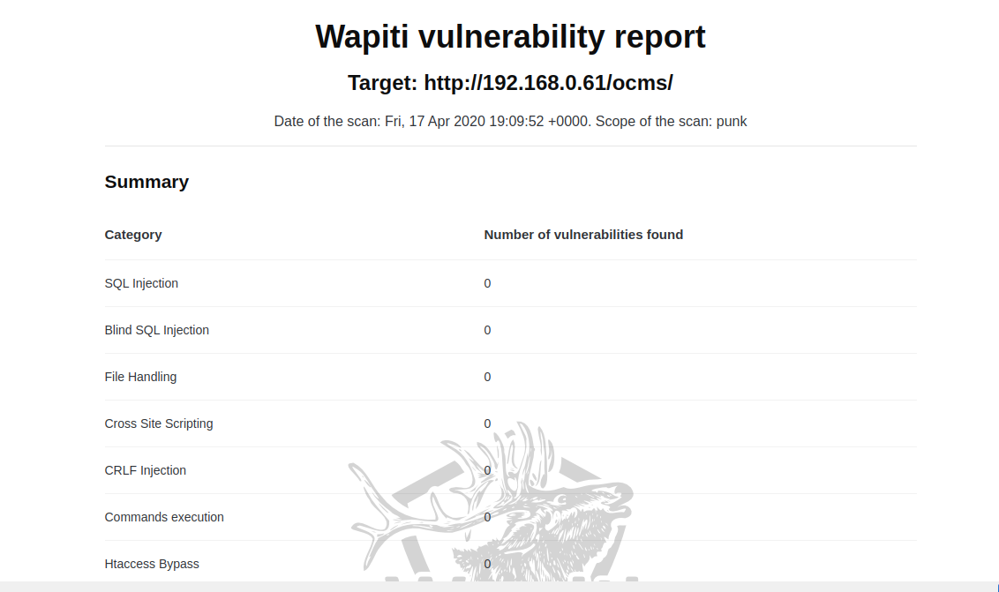 Wapiti vulnerability report
Target: http://192.168.0.61/ocms/
Date of the scan: Fri, 17 Apr 2020 19:09:52 +0000. Scope of the scan: punk
Summary
Category Number of vulnerabilities found
SQL Injection 0
Blind SQL Injection 0
File Handling 0
Cross Site Scripting 0
CRLF Injection 0
Commands execution 0
Htaccess Bypass 0